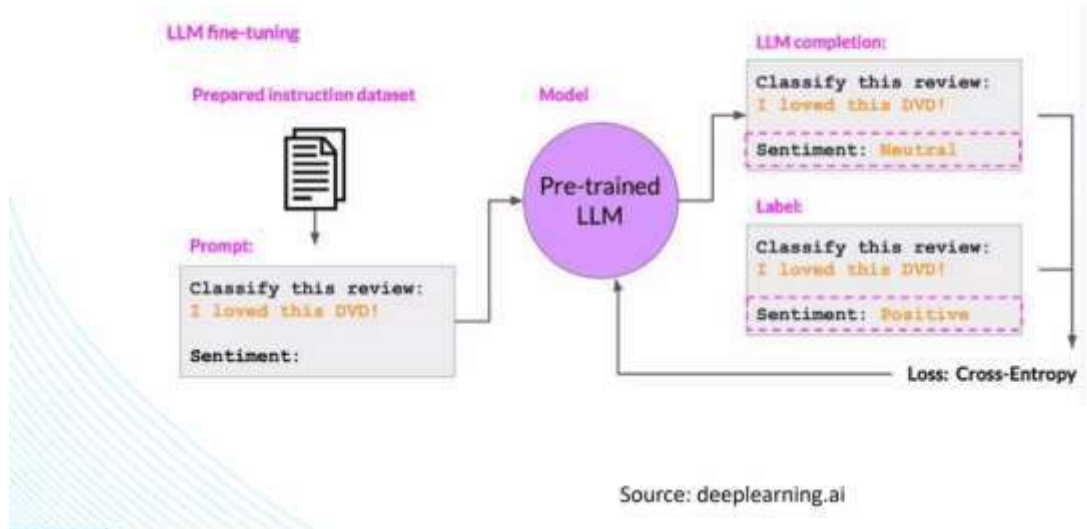 LLM fine-tuning
Prepared instruction dataset
Prompt:
Classify this review:
I loved this DVD!
Sentiment:
Model
Pre-trained
LLM
LLM completion:
Classify this review:
I loved this DVD!
Sentiment: Neutral
Label:
Classify this review:
I loved this DVD!
Sentiment: Positive
Loss: Cross-Entropy
Source: deeplearning.ai